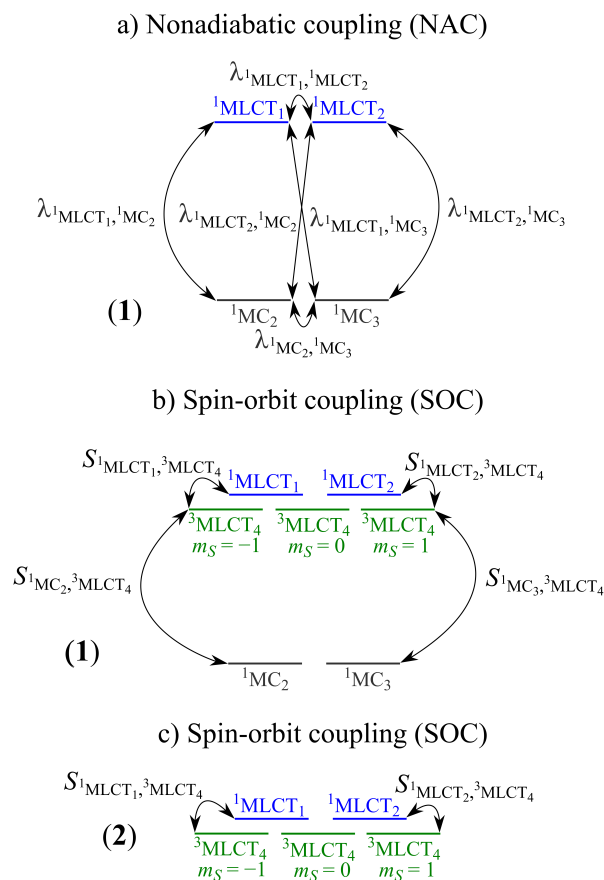 a) Nonadiabatic coupling (NAC)
λ¹MLCT₁,¹MLCT₂
¹MLCT₁ ¹MLCT₂
λ¹MLCT₁,¹MC₂ λ¹MLCT₂,¹MC₂ λ¹MLCT₁,¹MC₃ λ¹MLCT₂,¹MC₃
(1)
¹MC₂ ¹MC₃
λ¹MC₂,¹MC₃
b) Spin-orbit coupling (SOC)
S¹MLCT₁,³MLCT₄ S¹MLCT₂,³MLCT₄
¹MLCT₁ ¹MLCT₂
³MLCT₄ ³MLCT₄ ³MLCT₄
mS = −1 mS = 0 mS = 1
S¹MC₂,³MLCT₄ S¹MC₃,³MLCT₄
(1)
¹MC₂ ¹MC₃
c) Spin-orbit coupling (SOC)
S¹MLCT₁,³MLCT₄ S¹MLCT₂,³MLCT₄
¹MLCT₁ ¹MLCT₂
(2)
³MLCT₄ ³MLCT₄ ³MLCT₄
mS = −1 mS = 0 mS = 1